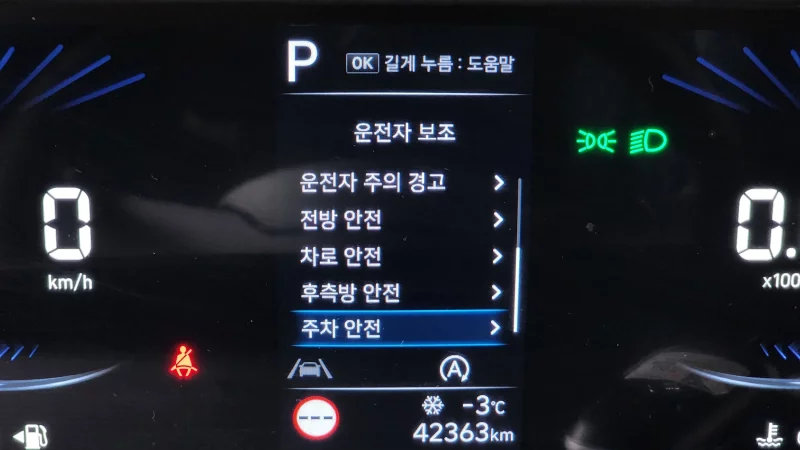 P
OK 길게 누름 : 도움말
운전자 보조
운전자 주의 경고
전방 안전
차로 안전
후측방 안전
주차 안전
0
km/h
0.
x100
A
---
-3℃
42363km